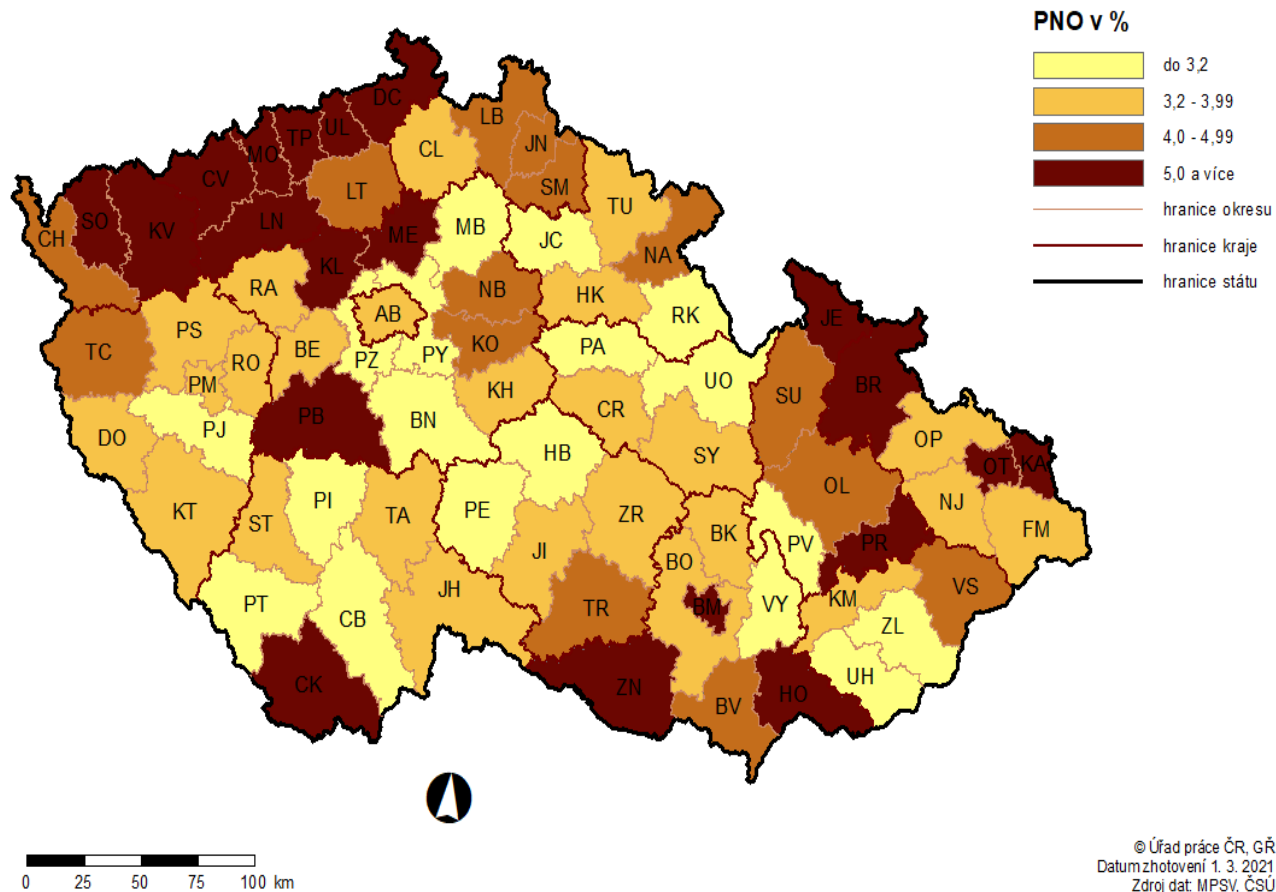 PNO v %
do 3,2
3,2 - 3,99
4,0 - 4,99
5,0 a více
hranice okresu
hranice kraje
hranice státu
DC
LB
UL
TP
JN
MO
CL
CV
LT
SM
TU
SO
KV
LN
ME
MB
JC
CH
NA
KL
RA
NB
HK
AB
RK
JE
PS
BE
KO
PA
TC
RO
PZ
PY
UO
PM
KH
BR
SU
CR
PB
BN
PJ
DO
OP
HB
SY
OT
KA
OL
PI
NJ
KT
ST
TA
PE
ZR
BK
FM
PV
PR
JI
BO
VS
JH
KM
PT
CB
TR
BM
VY
ZL
UH
CK
ZN
HO
BV
0 25 50 75 100 km
© Úřad práce ČR, GŘ
Datum zhotovení 1. 3. 2021
Zdroj dat: MPSV, ČSÚ